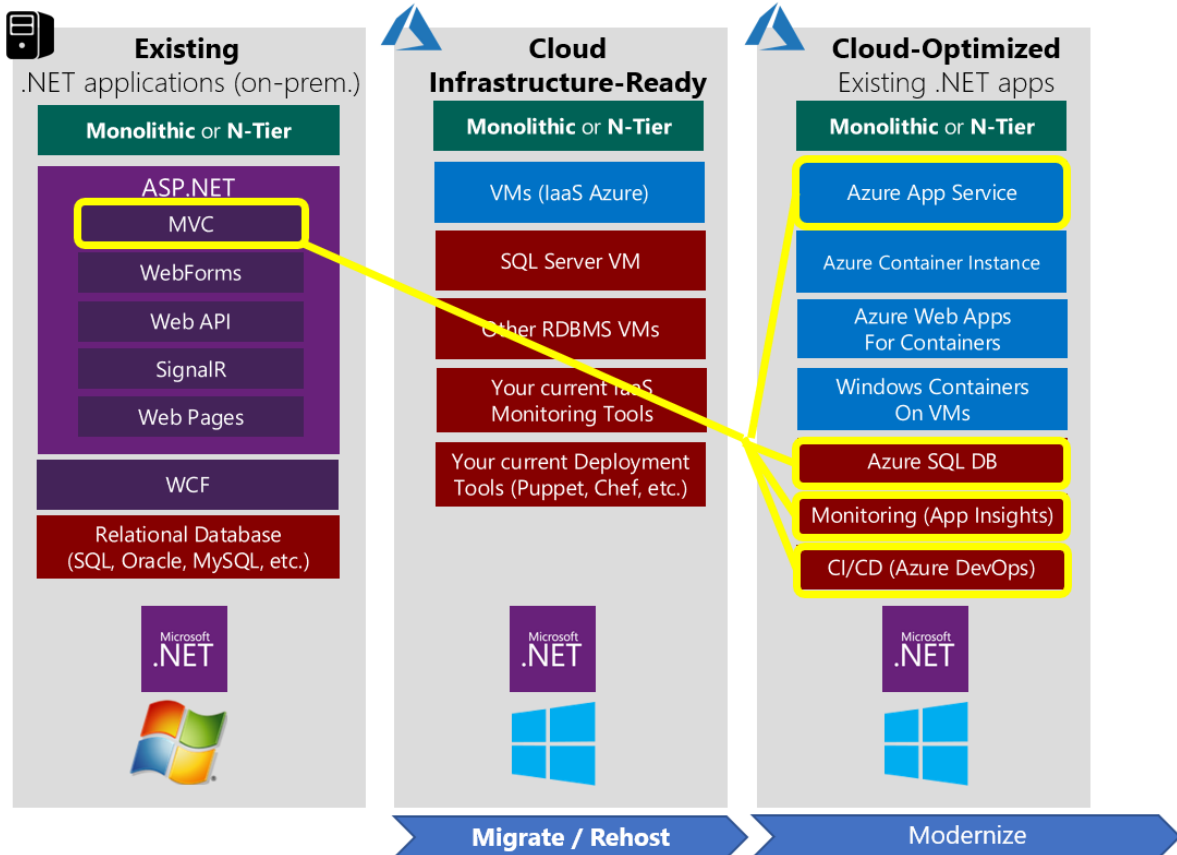 Existing
.NET applications (on-prem.)
Monolithic or N-Tier
ASP.NET
MVC
WebForms
Web API
SignalR
Web Pages
WCF
Relational Database
(SQL, Oracle, MySQL, etc.)
Microsoft
.NET
Cloud
Infrastructure-Ready
Monolithic or N-Tier
VMs (IaaS Azure)
SQL Server VM
Other RDBMS VMs
Your current IaaS
Monitoring Tools
Your current Deployment
Tools (Puppet, Chef, etc.)
Microsoft
.NET
Migrate / Rehost
Cloud-Optimized
Existing .NET apps
Monolithic or N-Tier
Azure App Service
Azure Container Instance
Azure Web Apps
For Containers
Windows Containers
On VMs
Azure SQL DB
Monitoring (App Insights)
CI/CD (Azure DevOps)
Microsoft
.NET
Modernize